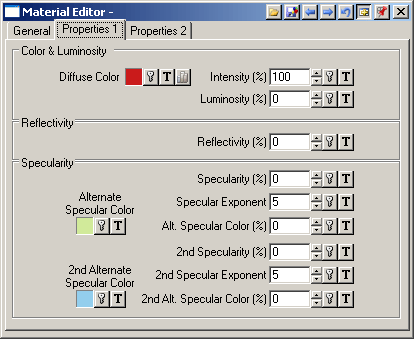 Material Editor -
General Properties 1 Properties 2
Color & Luminosity
Diffuse Color T Intensity (%) 100 T
Luminosity (%) 0 T
Reflectivity
Reflectivity (%) 0 T
Specularity
Specularity (%) 0 T
Alternate
Specular Color
Specular Exponent 5 T
T Alt. Specular Color (%) 0 T
2nd Specularity (%) 0 T
2nd Alternate
Specular Color
2nd Specular Exponent 5 T
T 2nd Alt. Specular Color (%) 0 T